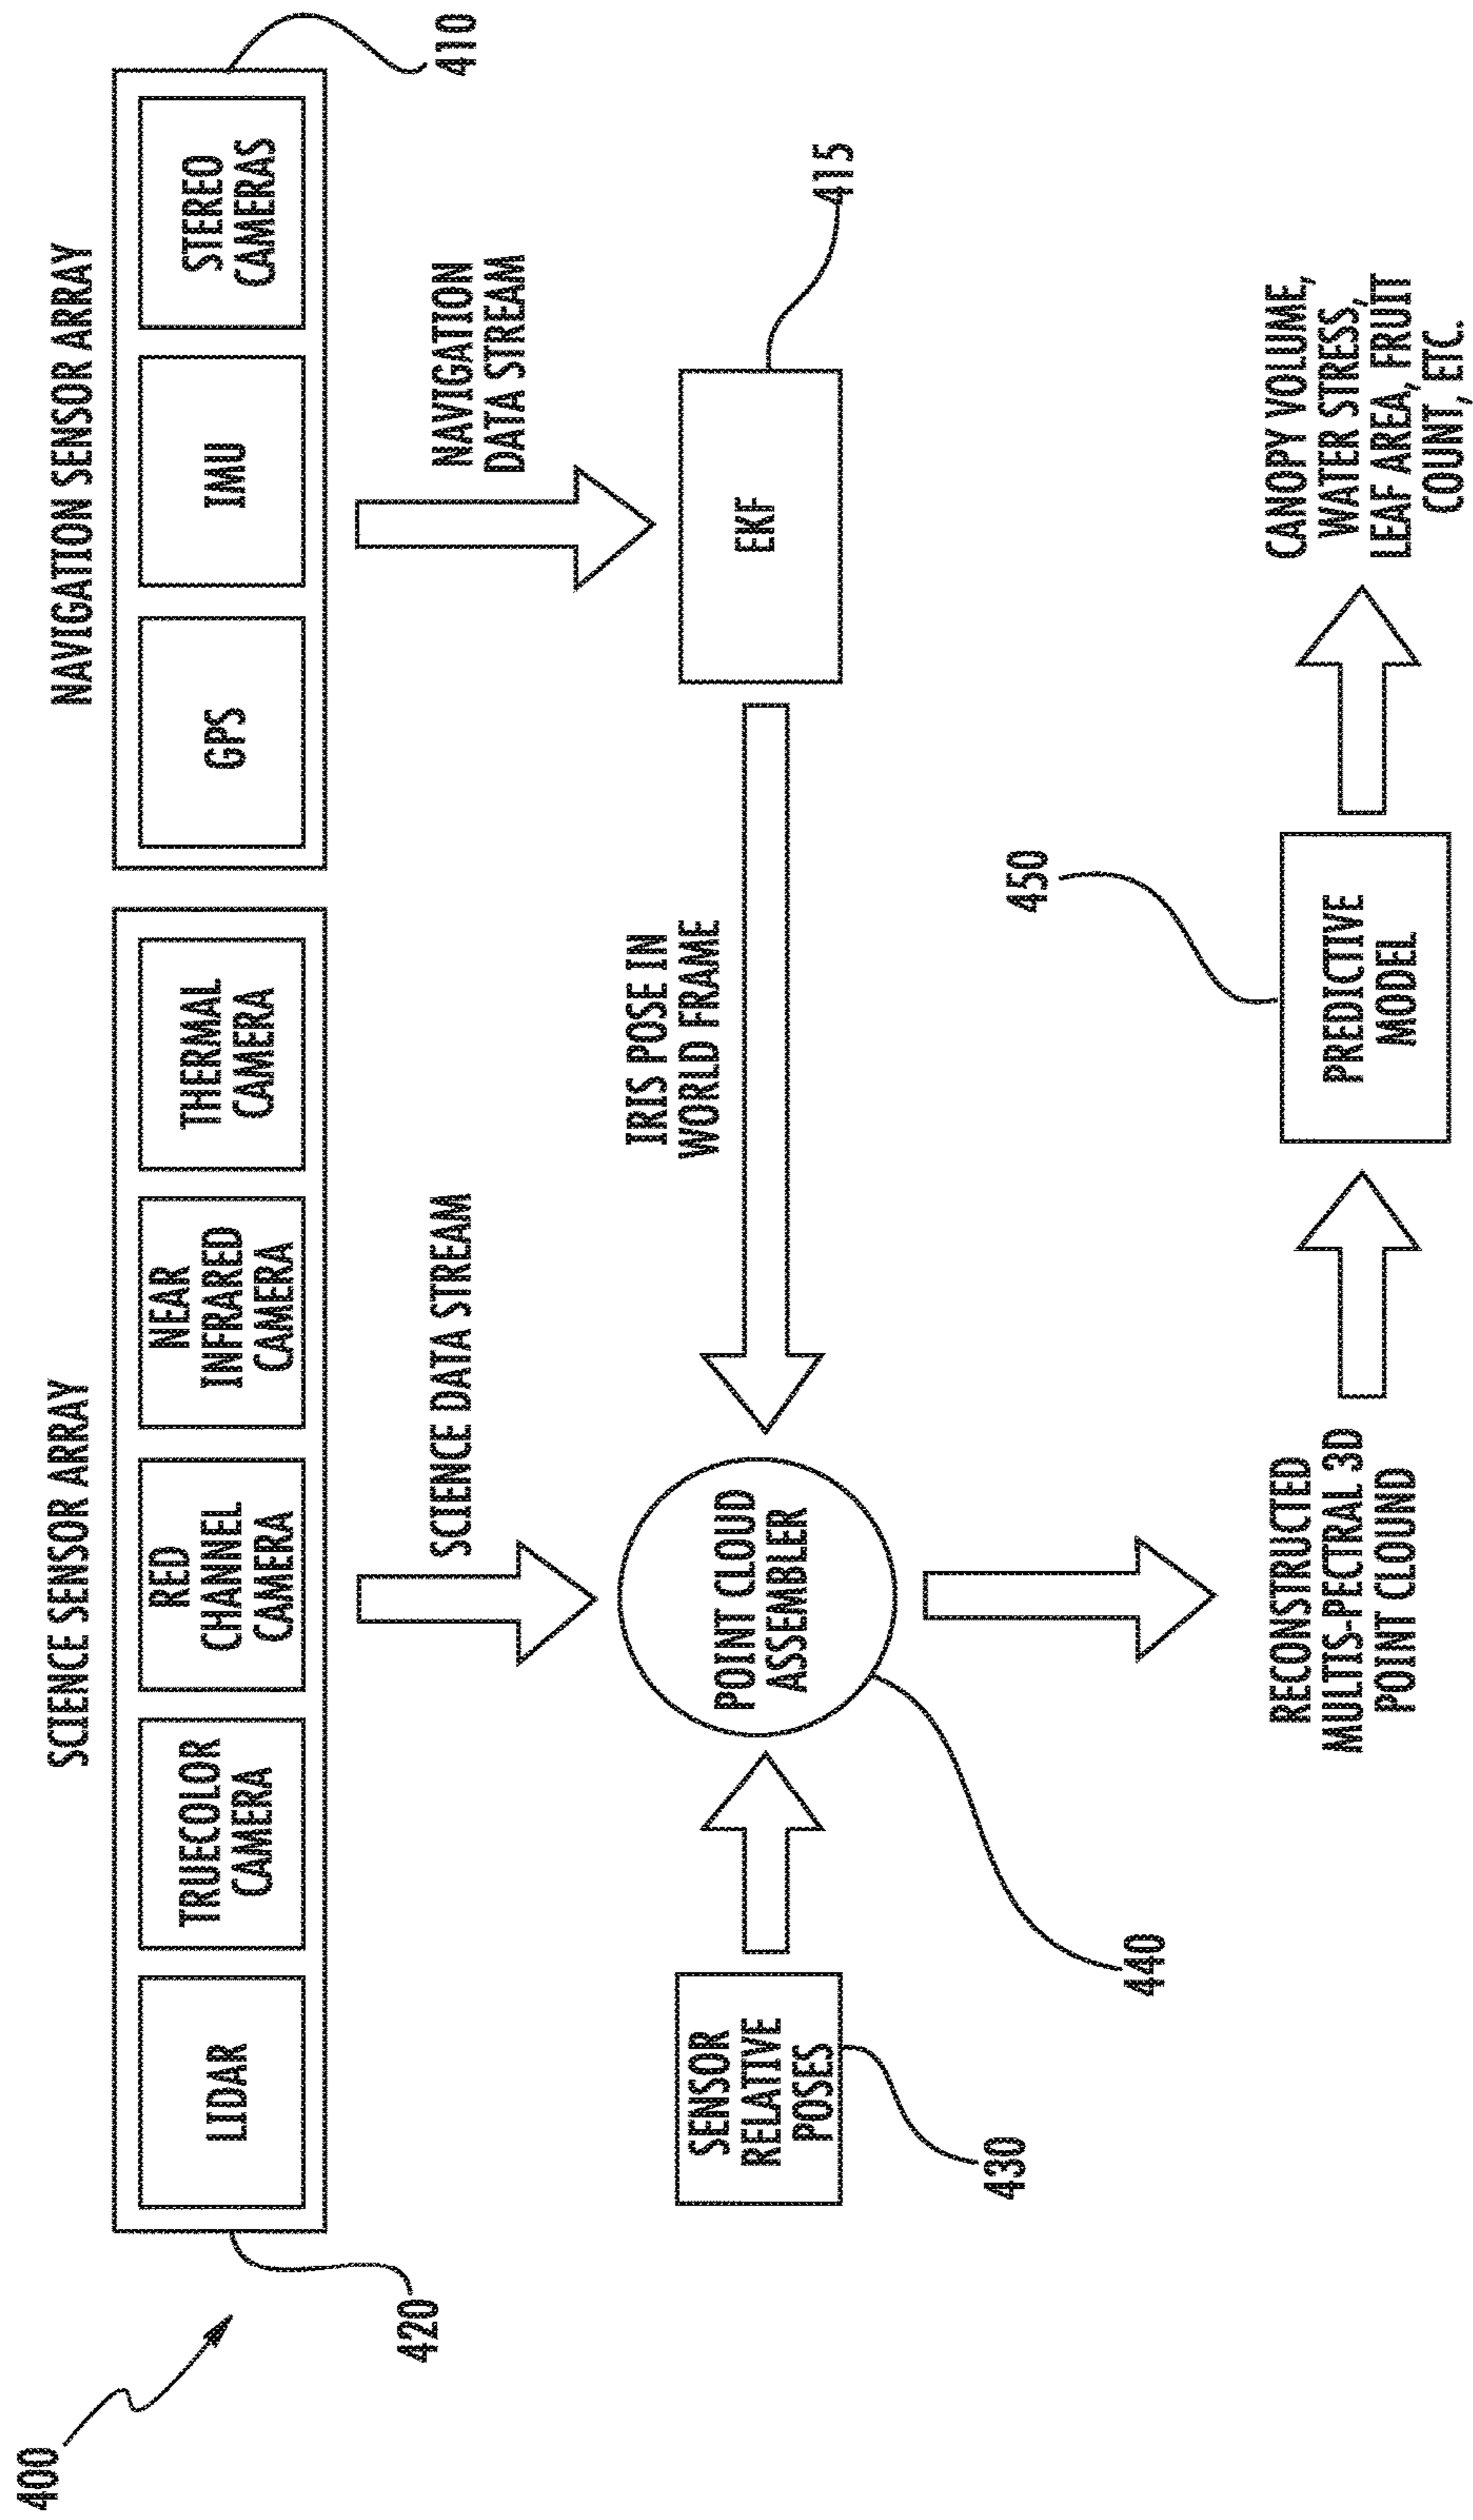 400
SCIENCE SENSOR ARRAY
NAVIGATION SENSOR ARRAY
LIDAR
TRUECOLOR
CAMERA
RED
CHANNEL
CAMERA
NEAR
INFRARED
CAMERA
THERMAL
CAMERA
GPS
IMU
STEREO
CAMERAS
420
410
SCIENCE DATA STREAM
NAVIGATION
DATA STREAM
IRIS POSE IN
WORLD FRAME
SENSOR
RELATIVE
POSES
POINT CLOUD
ASSEMBLER
EKF
415
430
440
450
RECONSTRUCTED
MULTIS-PECTRAL 3D
POINT CLOUND
PREDICTIVE
MODEL
CANOPY VOLUME,
WATER STRESS,
LEAF AREA, FRUIT
COUNT, ETC.